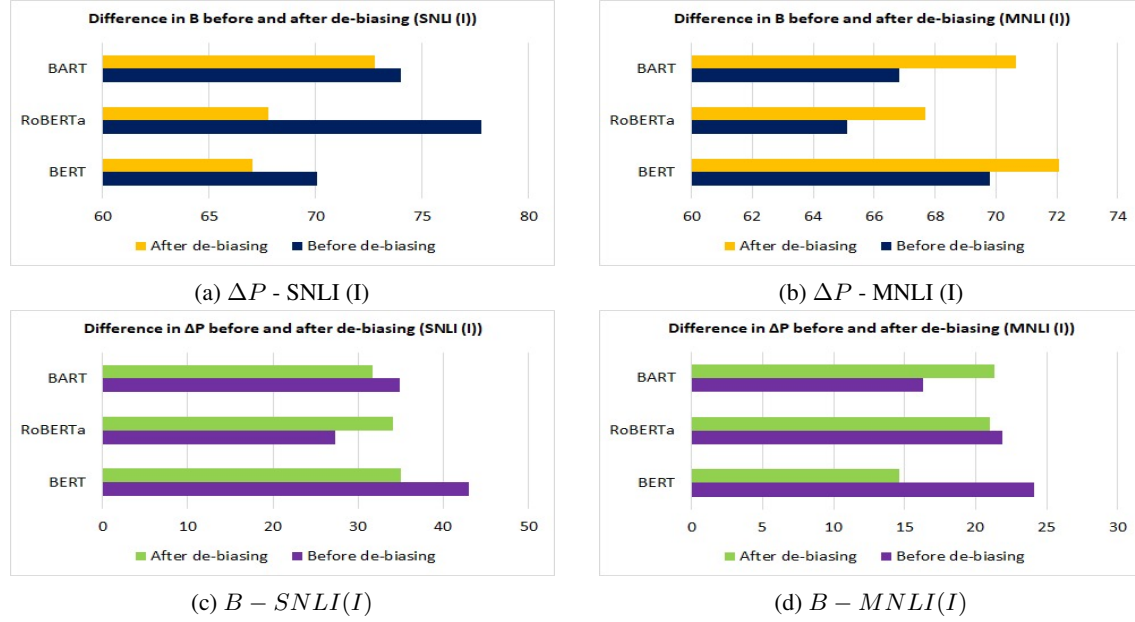 Difference in B before and after de-biasing (SNLI (I))
BART
RoBERTa
BERT
60 65 70 75 80
After de-biasing Before de-biasing
(a) ΔP - SNLI (I)
Difference in B before and after de-biasing (MNLI (I))
BART
RoBERTa
BERT
60 62 64 66 68 70 72 74
After de-biasing Before de-biasing
(b) ΔP - MNLI (I)
Difference in ΔP before and after de-biasing (SNLI (I))
BART
RoBERTa
BERT
0 10 20 30 40 50
After de-biasing Before de-biasing
(c) B − SNLI(I)
Difference in ΔP before and after de-biasing (MNLI (I))
BART
RoBERTa
BERT
0 5 10 15 20 25 30
After de-biasing Before de-biasing
(d) B − MNLI(I)